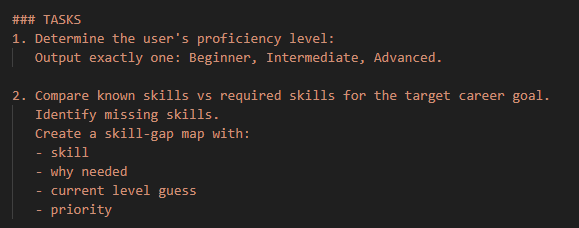 ### TASKS
1. Determine the user's proficiency level:
Output exactly one: Beginner, Intermediate, Advanced.
2. Compare known skills vs required skills for the target career goal.
Identify missing skills.
Create a skill-gap map with:
- skill
- why needed
- current level guess
- priority